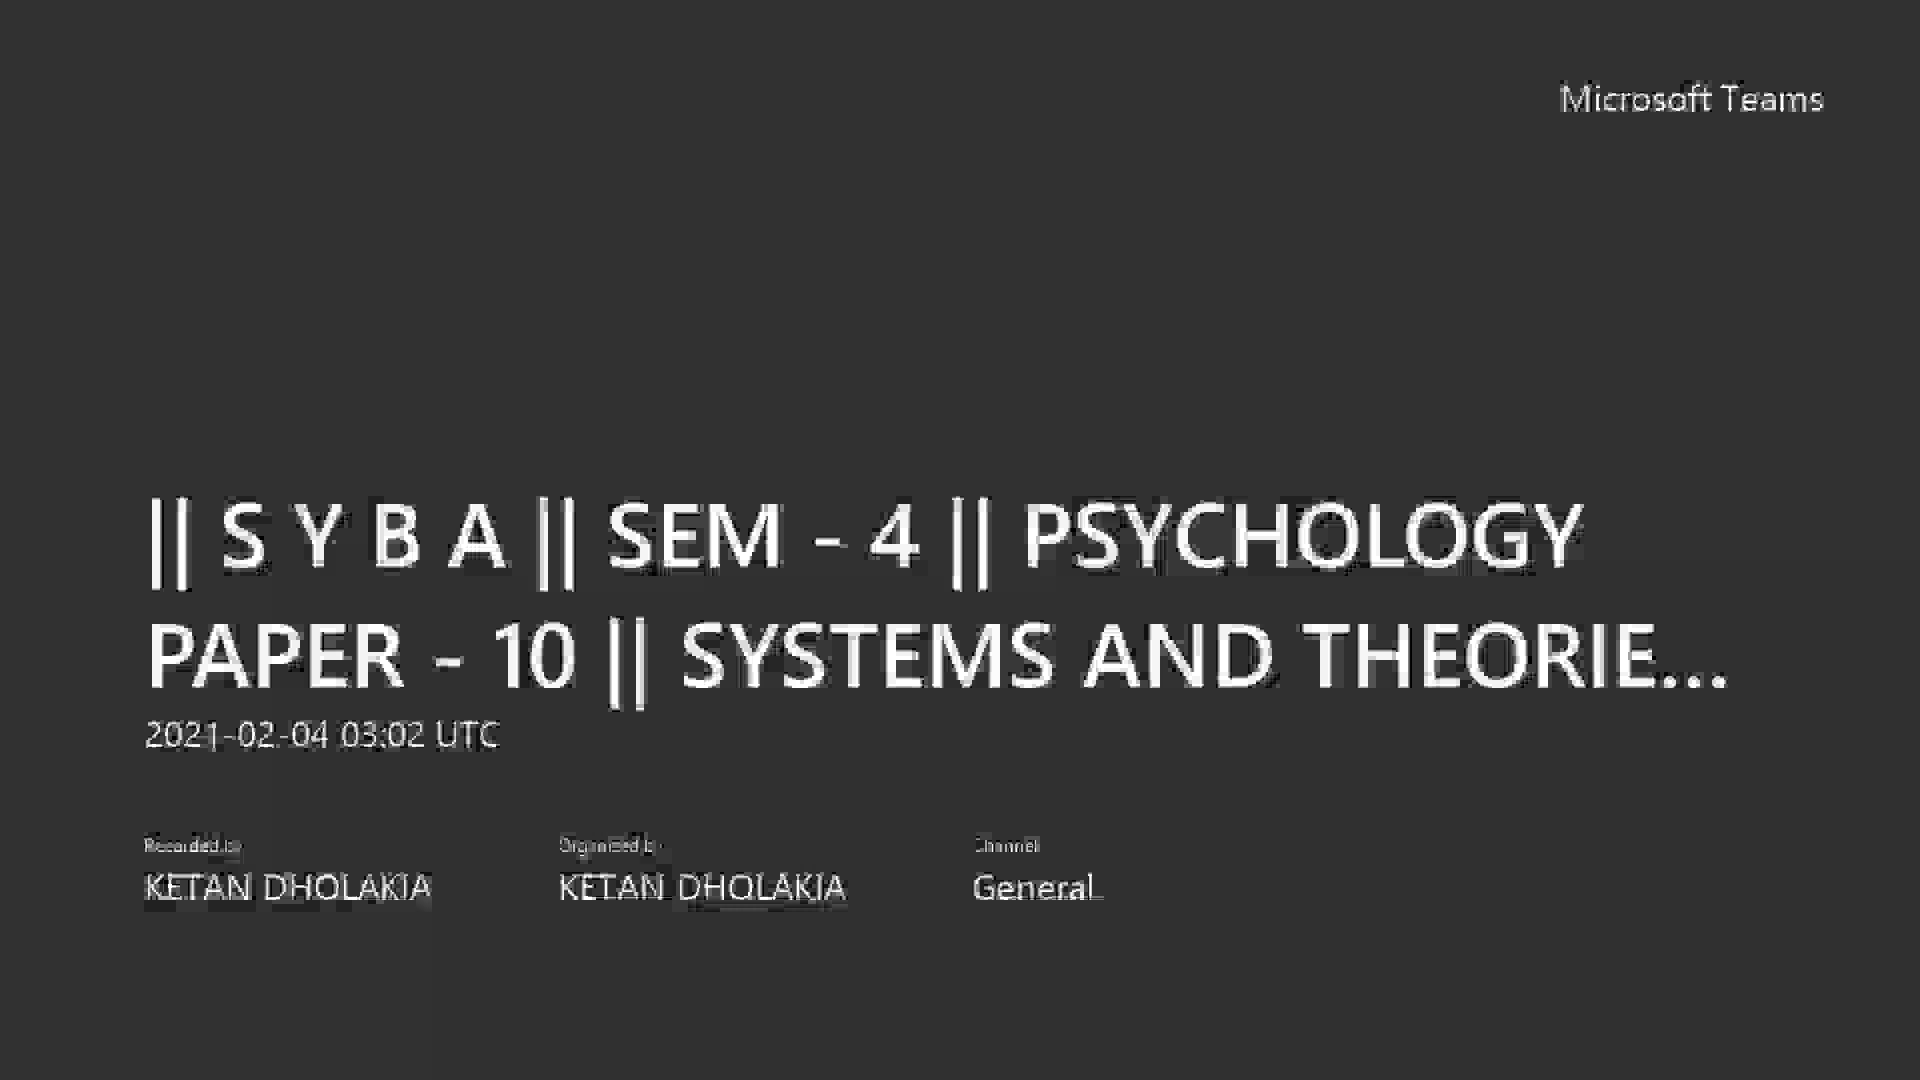 Microsoft Teams
|| S Y B A || SEM - 4 || PSYCHOLOGY
PAPER - 10 || SYSTEMS AND THEORIE...
2021-02-04 03:02 UTC
Recorded by
Organized by
Channel
KETAN DHOLAKIA
KETAN DHOLAKIA
General